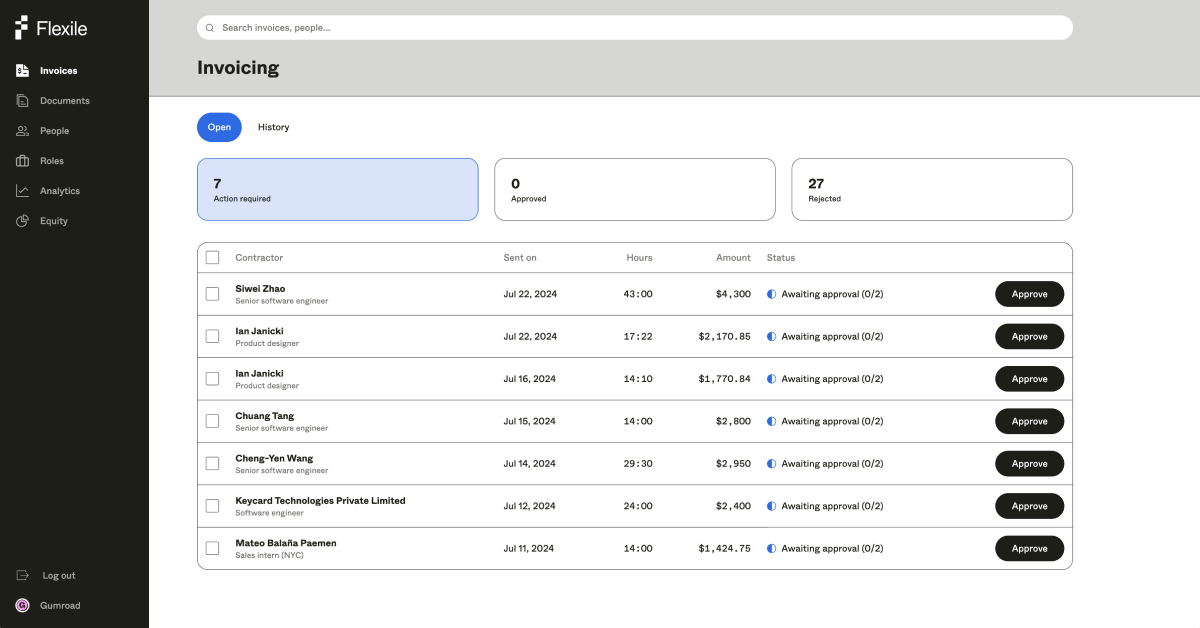 Flexile
Search invoices, people...
Invoicing
Invoices
Documents
People
Roles
Analytics
Equity
Log out
Gumroad
Open History
7
Action required
0
Approved
27
Rejected
Contractor Sent on Hours Amount Status
Siwei Zhao
Senior software engineer
Jul 22, 2024 43:00 $4,300 Awaiting approval (0/2) Approve
Ian Janicki
Product designer
Jul 22, 2024 17:22 $2,170.85 Awaiting approval (0/2) Approve
Ian Janicki
Product designer
Jul 16, 2024 14:10 $1,770.84 Awaiting approval (0/2) Approve
Chuang Tang
Senior software engineer
Jul 15, 2024 14:00 $2,800 Awaiting approval (0/2) Approve
Cheng-Yen Wang
Senior software engineer
Jul 14, 2024 29:30 $2,950 Awaiting approval (0/2) Approve
Keycard Technologies Private Limited
Software engineer
Jul 12, 2024 24:00 $2,400 Awaiting approval (0/2) Approve
Mateo Balaña Paemen
Sales intern (NYC)
Jul 11, 2024 14:00 $1,424.75 Awaiting approval (0/2) Approve